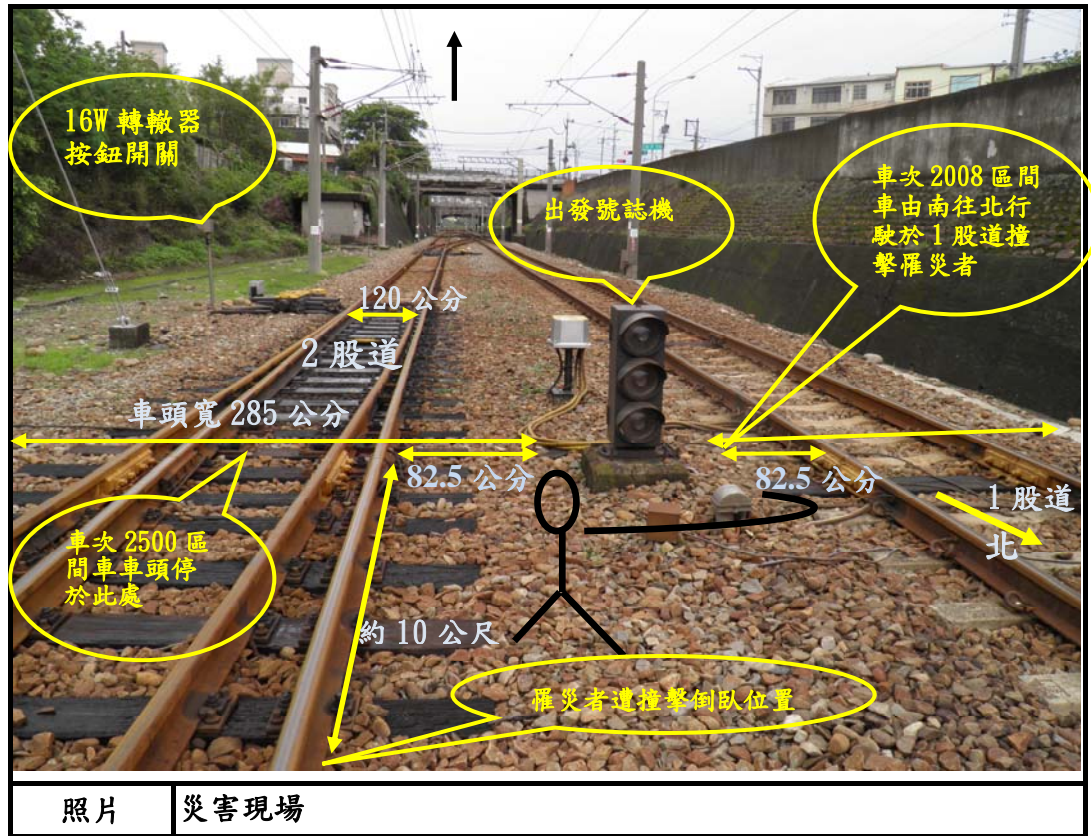 16W 轉轍器
按鈕開關
出發號誌機
車次 2008 區間
車由南往北行
駛於 1 股道撞
擊罹災者
120 公分
2 股道
車頭寬 285 公分
82.5 公分
82.5 公分
1 股道
北
車次 2500 區
間車車頭停
於此處
約 10 公尺
罹災者遭撞擊倒臥位置
照片
災害現場